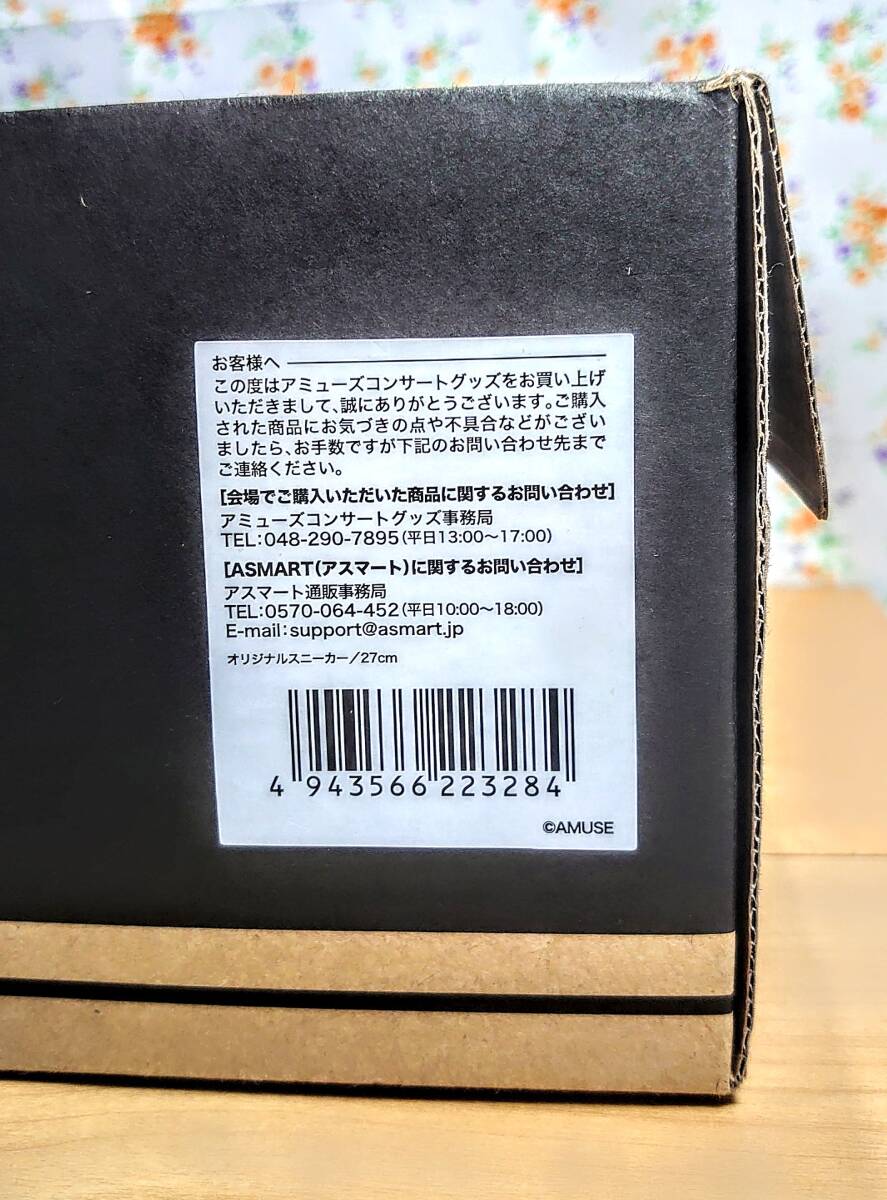 お客様へ
この度はアミューズコンサートグッズをお買い上げ
いただきまして、誠にありがとうございます。ご購入
された商品にお気づきの点や不具合などがござい
ましたら、お手数ですが下記のお問い合わせ先まで
ご連絡ください。
[会場でご購入いただいた商品に関するお問い合わせ]
アミューズコンサートグッズ事務局
TEL:048-290-7895(平日13:00〜17:00)
[ASMART(アスマート)に関するお問い合わせ]
アスマート通販事務局
TEL:0570-064-452(平日10:00〜18:00)
E-mail:support@asmart.jp
オリジナルスニーカー/27cm
4 943566 223284
©AMUSE